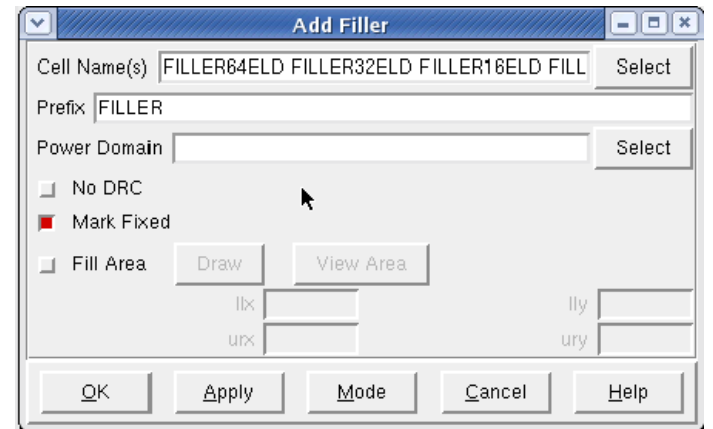 Add Filler
Cell Name(s) FILLER64ELD FILLER32ELD FILLER16ELD FILL Select
Prefix FILLER
Power Domain Select
No DRC
Mark Fixed
Fill Area Draw View Area
llx lly
urx ury
OK Apply Mode Cancel Help